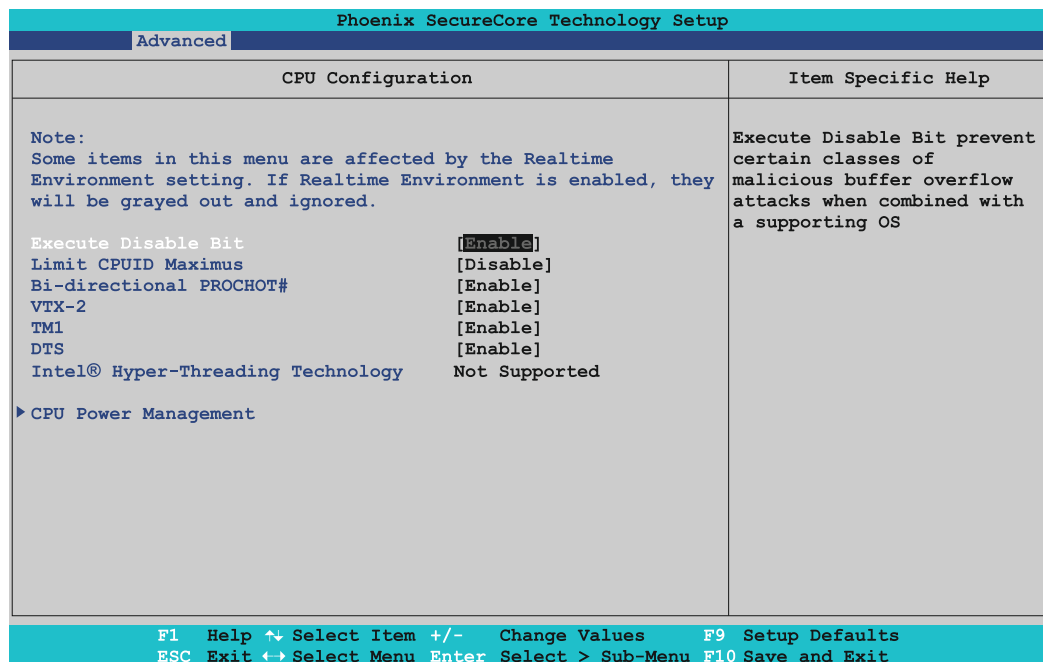 Phoenix SecureCore Technology Setup
Advanced
CPU Configuration
Item Specific Help
Note:
Some items in this menu are affected by the Realtime
Environment setting. If Realtime Environment is enabled, they
will be grayed out and ignored.
Execute Disable Bit [Enable]
Limit CPUID Maximus [Disable]
Bi-directional PROCHOT# [Enable]
VTX-2 [Enable]
TM1 [Enable]
DTS [Enable]
Intel® Hyper-Threading Technology Not Supported
CPU Power Management
Execute Disable Bit prevent
certain classes of
malicious buffer overflow
attacks when combined with
a supporting OS
F1 Help ↑↓ Select Item +/- Change Values F9 Setup Defaults
ESC Exit ←→ Select Menu Enter Select > Sub-Menu F10 Save and Exit